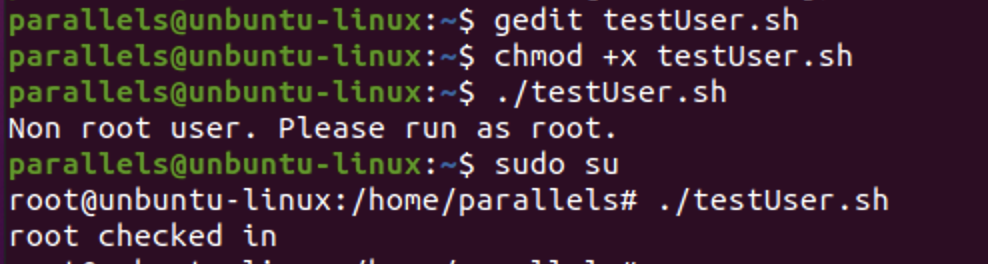 parallels@unbuntu-linux:~$ gedit testUser.sh
parallels@unbuntu-linux:~$ chmod +x testUser.sh
parallels@unbuntu-linux:~$ ./testUser.sh
Non root user. Please run as root.
parallels@unbuntu-linux:~$ sudo su
root@unbuntu-linux:/home/parallels# ./testUser.sh
root checked in